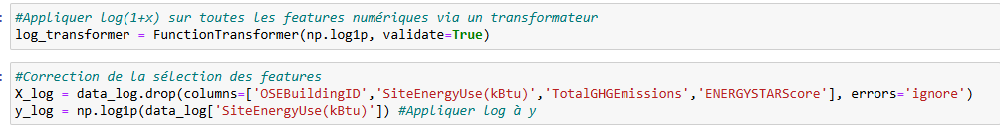 #Appliquer log(1+x) sur toutes les features numériques via un transformateur
log_transformer = FunctionTransformer(np.log1p, validate=True)
#Correction de la sélection des features
X_log = data_log.drop(columns=['OSEBuildingID','SiteEnergyUse(kBtu)','TotalGHGEmissions','ENERGYSTARScore'], errors='ignore')
y_log = np.log1p(data_log['SiteEnergyUse(kBtu)']) #Appliquer log à y